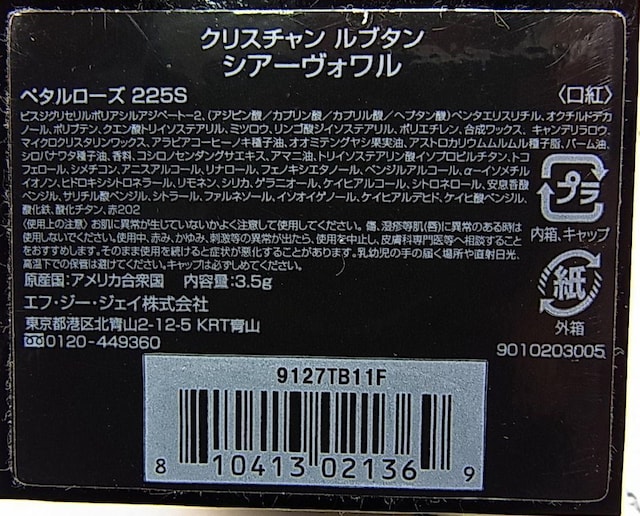 クリスチャン ルブタン
シアーヴォワル
ペタルローズ 225S 〈口紅〉
ビスジグリセリルポリアシルアジペート-2、(アジピン酸/カプリン酸/カプリル酸/ヘプタン酸)ペンタエリスリチル、オクチルドデカ
ノール、ポリブテン、クエン酸トリイソステアリル、ミツロウ、リンゴ酸ジイソステアリル、ポリエチレン、合成ワックス、キャンデリラロウ、
マイクロクリスタリンワックス、アラビアコーヒーノキ種子油、オオミテングヤシ果実油、アストロカリウムムルムル種子脂、バーム油、
シロバナワタ種子油、香料、コシロノセンダングサエキス、アマニ油、トリイソステアリン酸イソプロピルチタン、トコ
フェロール、シメチコン、アニスアルコール、リナロール、フェノキシエタノール、ベンジルアルコール、α-イソメチル
イオノン、ヒドロキシシトロネラール、リモネン、シリカ、ゲラニオール、ケイヒアルコール、シトロネロール、安息香酸
ベンジル、サリチル酸ベンジル、シトラール、ファルネソール、イソオイゲノール、ケイヒアルデヒド、ケイヒ酸ベンジル、
酸化鉄、酸化チタン、赤202
〈使用上の注意〉お肌に異常が生じていないかよく注意して使用してください。傷、湿疹等お肌(唇)に異常のある時は
使用しないでください。使用中、赤み、かゆみ、刺激等の異常が出たら、使用を中止し、皮膚科専門医等へ相談すること
をおすすめします。そのまま使用を続けると症状が悪化することがあります。乳幼児の手の届く場所や直射日光、
高温下での保管は避けてください。キャップは必ずしめてください。
原産国:アメリカ合衆国 内容量:3.5g
エフ・ジー・ジェイ株式会社
東京都港区北青山2-12-5 KRT青山
0120-449360
プラ
内箱、キャップ
紙
外箱
9010203005
9127TB11F
8 10413 02136 9